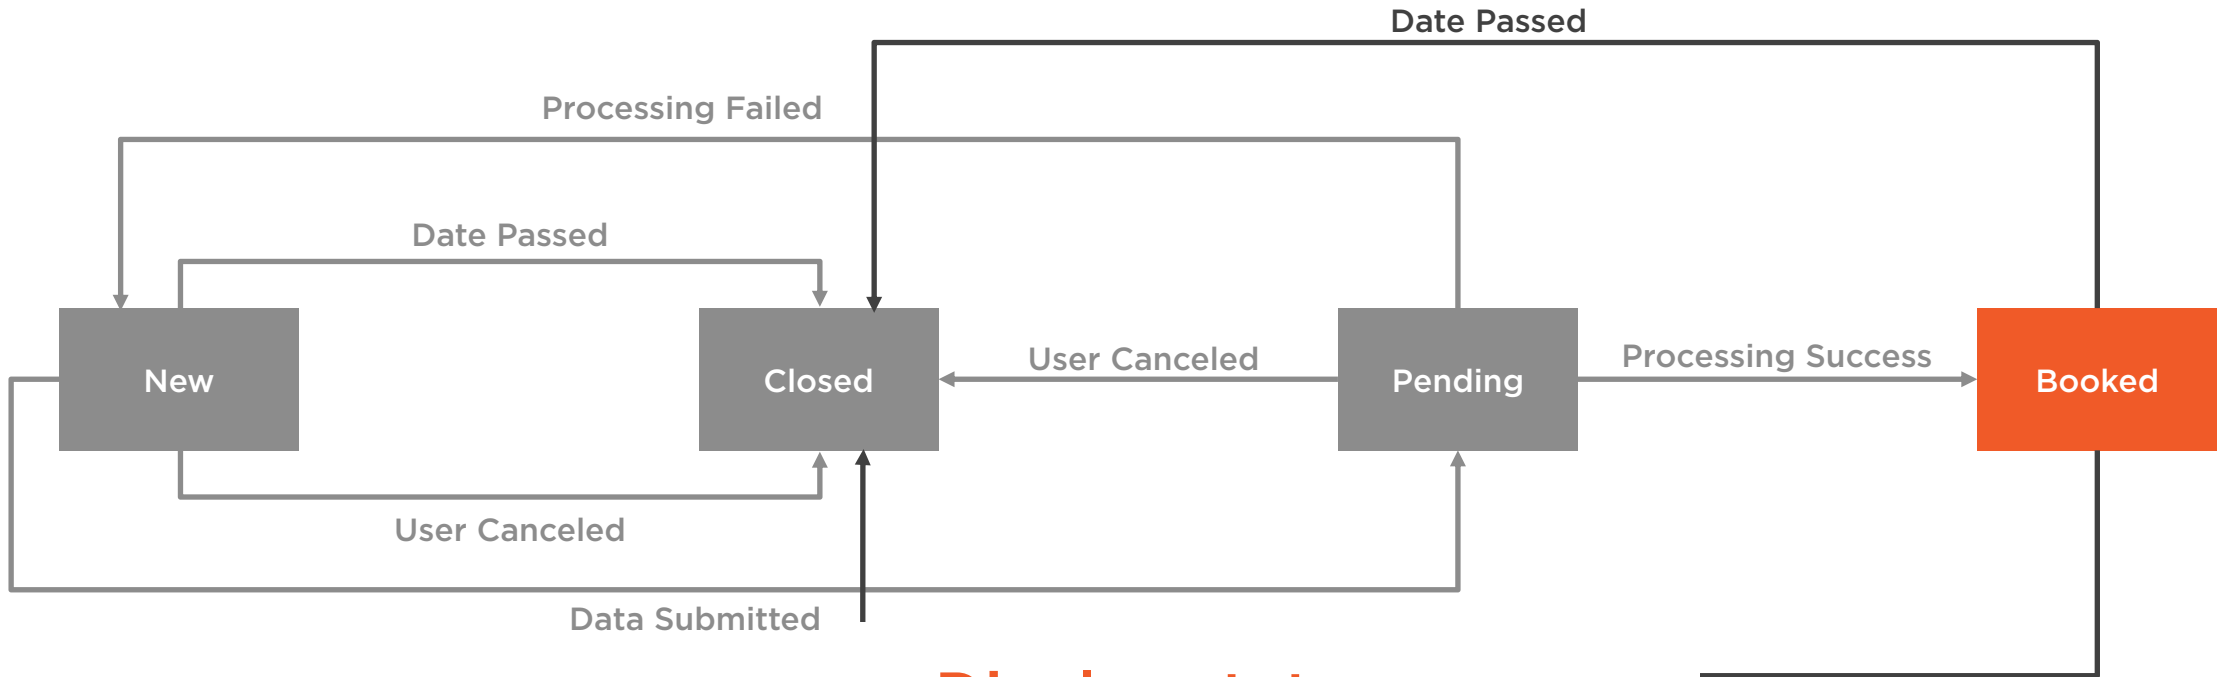 Date Passed
Processing Failed
Date Passed
New
Closed
User Canceled
Pending
Processing Success
Booked
User Canceled
Data Submitted